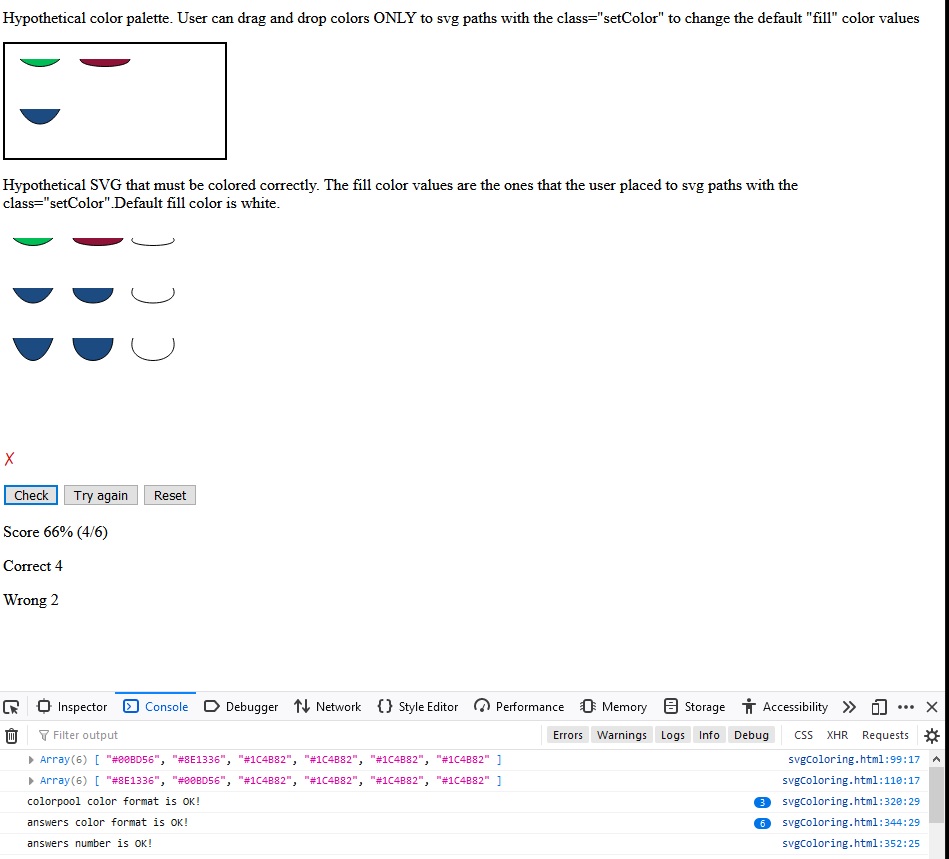 Hypothetical color palette. User can drag and drop colors ONLY to svg paths with the class="setColor" to change the default "fill" color values
Hypothetical SVG that must be colored correctly. The fill color values are the ones that the user placed to svg paths with the
class="setColor".Default fill color is white.
X
Check Try again Reset
Score 66% (4/6)
Correct 4
Wrong 2
Inspector Console Debugger Network {} Style Editor Performance Memory Storage Accessibility
Filter output Errors Warnings Logs Info Debug CSS XHR Requests
Array(6) [ "#00BD56", "#8E1336", "#1C4B82", "#1C4B82", "#1C4B82", "#1C4B82" ] svgColoring.html:99:17
Array(6) [ "#8E1336", "#00BD56", "#1C4B82", "#1C4B82", "#1C4B82", "#1C4B82" ] svgColoring.html:110:17
colorpool color format is OK! 3 svgColoring.html:320:29
answers color format is OK! 6 svgColoring.html:344:29
answers number is OK! svgColoring.html:352:25